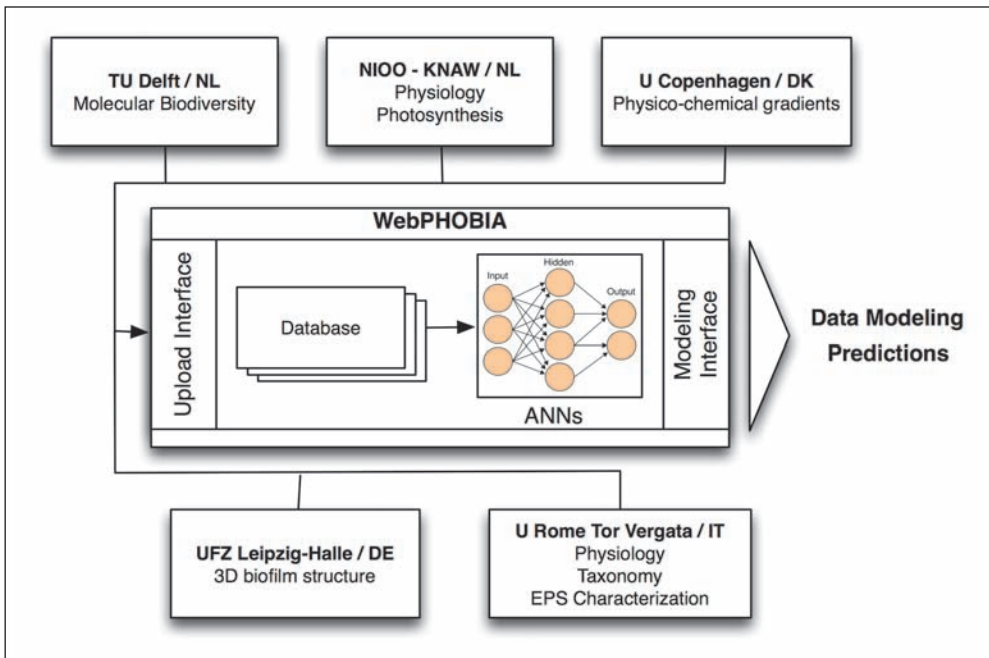 TU Delft / NL
Molecular Biodiversity
NIOO - KNAW / NL
Physiology
Photosynthesis
U Copenhagen / DK
Physico-chemical gradients
WebPHOBIA
Upload Interface
Database
Input
Hidden
Output
ANNs
Modeling
Interface
Data Modeling
Predictions
UFZ Leipzig-Halle / DE
3D biofilm structure
U Rome Tor Vergata / IT
Physiology
Taxonomy
EPS Characterization